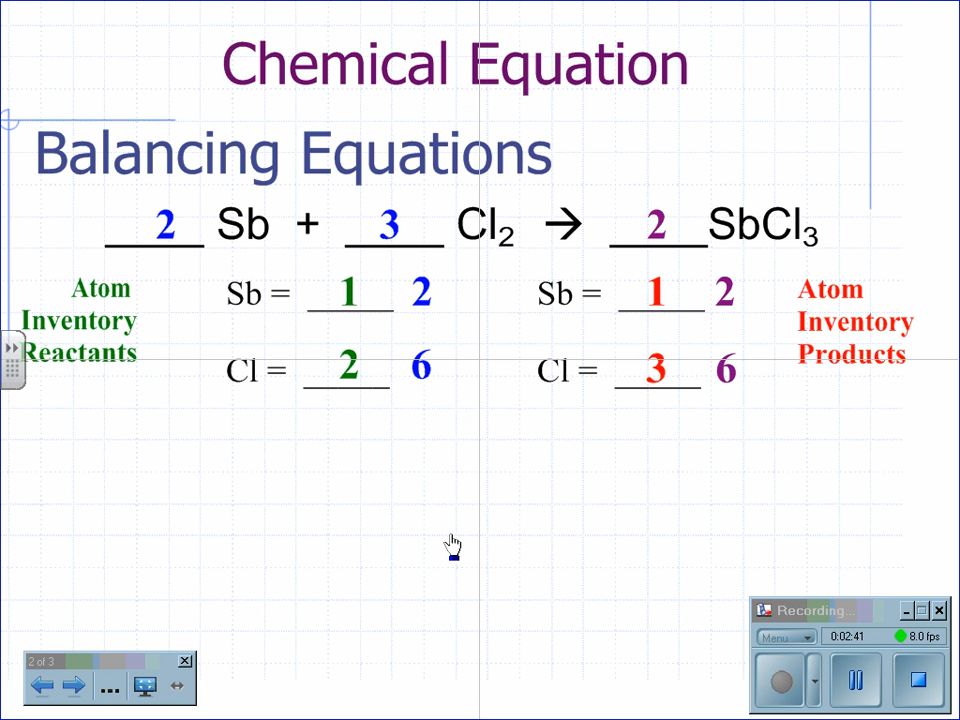 Chemical Equation
Balancing Equations
2 Sb + 3 Cl₂ → 2 SbCl₃
Atom
Inventory
Reactants
Sb = 1 2
Cl = 2 6
Sb = 1 2
Cl = 3 6
Atom
Inventory
Products
2 of 3
Recording...
Menu 0:02:41 8.0 fps